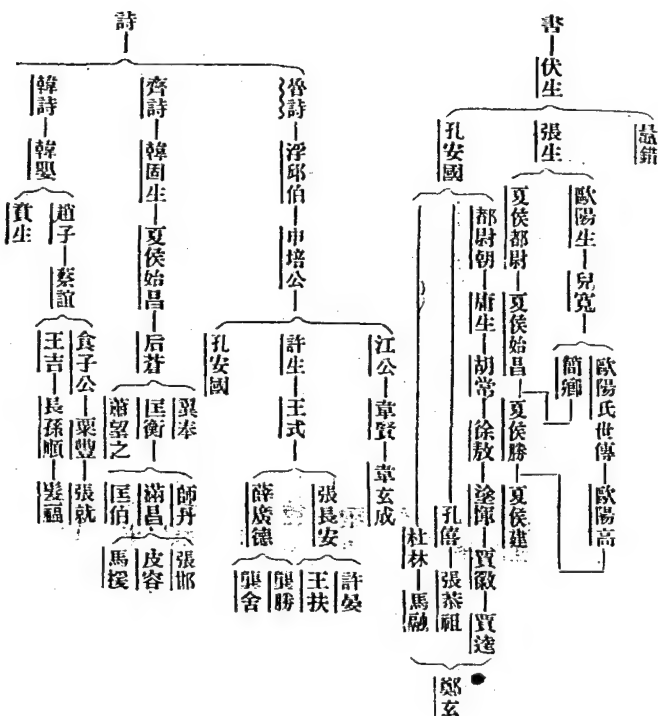 書
伏生
鼂錯
張生
孔安國
歐陽生
兒寬
歐陽氏世傳
歐陽高
簡鄉
夏侯都尉
夏侯始昌
夏侯勝
夏侯建
都尉朝
庸生
胡常
徐敖
塗惲
賈徽
賈逵
孔僖
張恭祖
杜林
馬融
鄭玄
詩
魯詩
浮邱伯
申培公
江公
韋賢
韋玄成
許生
王式
張長安
許晏
王扶
薛廣德
龔勝
龔舍
孔安國
齊詩
韓固生
夏侯始昌
后蒼
翼奉
匡衡
師丹
滿昌
匡伯
張邯
皮容
馬援
蕭望之
韓詩
韓嬰
趙子
蔡誼
食子公
栗豐
張就
王吉
長孫順
髮福
賁生